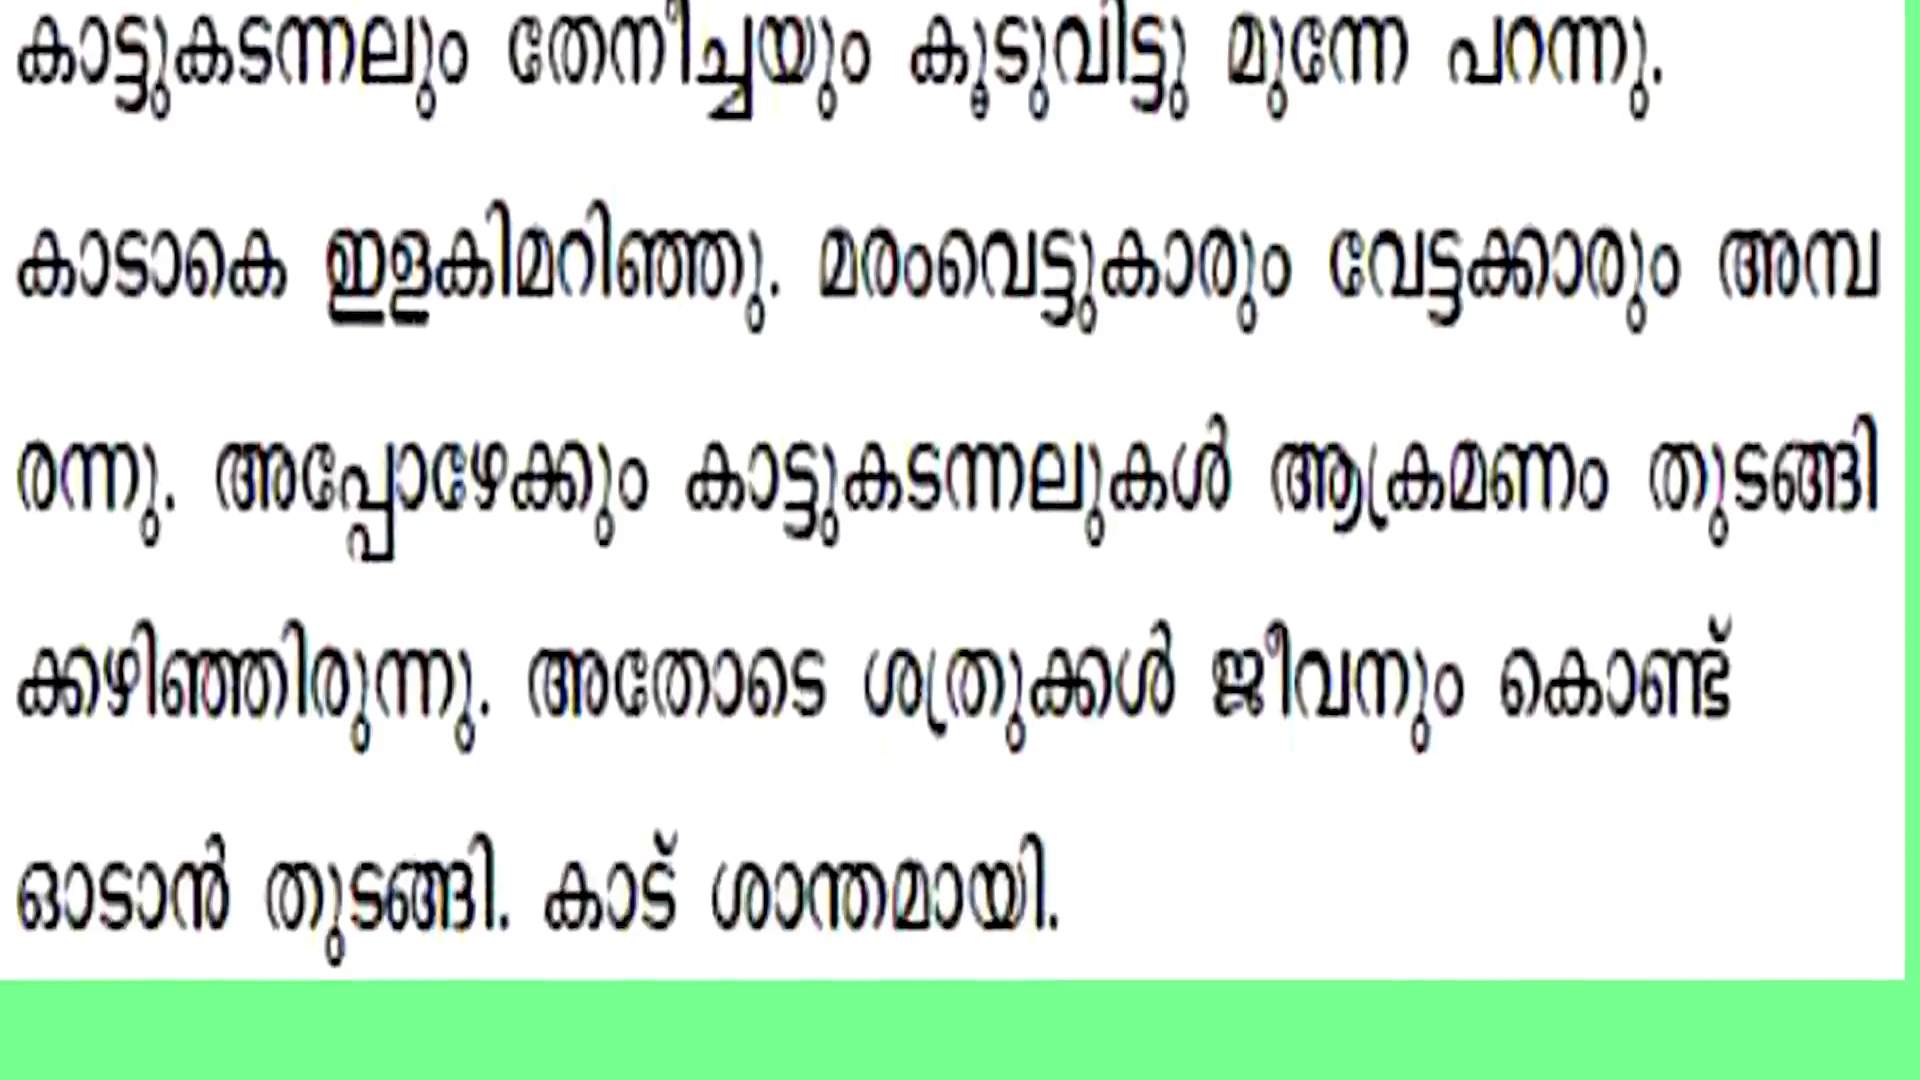 കാട്ടുകടന്നലും തേനീച്ചയും കൂടുവിട്ടു മുന്നേ പറന്നു.
കാടാകെ ഇളകിമറിഞ്ഞു. മരംവെട്ടുകാരും വേട്ടക്കാരും അമ്പ
രന്നു. അപ്പോഴേക്കും കാട്ടുകടന്നലുകൾ ആക്രമണം തുടങ്ങി
ക്കഴിഞ്ഞിരുന്നു. അതോടെ ശത്രുക്കൾ ജീവനും കൊണ്ട്
ഓടാൻ തുടങ്ങി. കാട് ശാന്തമായി.